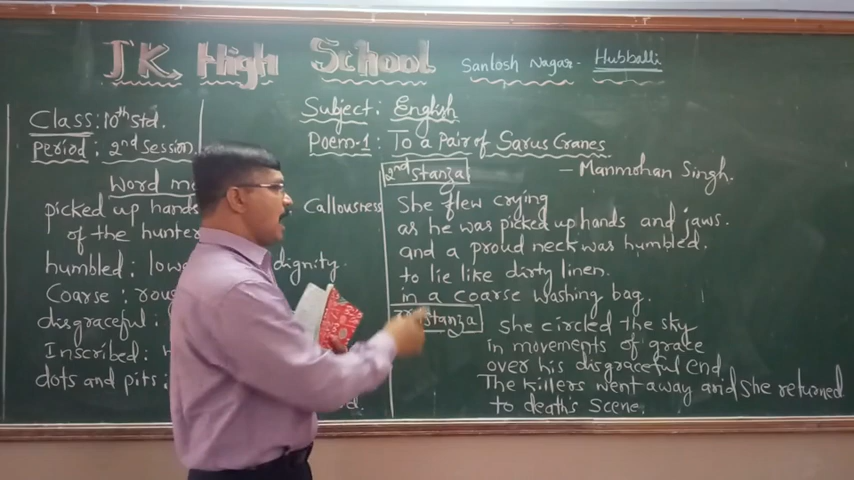 JK High School Santosh Nagar- Hubballi
Class: 10th std.
Period: 2nd Session
Subject: English
Poem-1: To a Pair of Sarus Cranes
- Manmohan Singh.
Word
picked up hands Callousness
of the hunter
humbled: dignity.
Coarse:
disgraceful:
Inscribed:
dots and pits:
2nd stanza
She flew crying
as he was picked up hands and jaws.
and a proud neck was humbled.
to lie like dirty linen.
in a coarse washing bag.
stanza
she circled the sky
in movements of grace
over his disgraceful end
The killers went away and she returned
to death's scene.